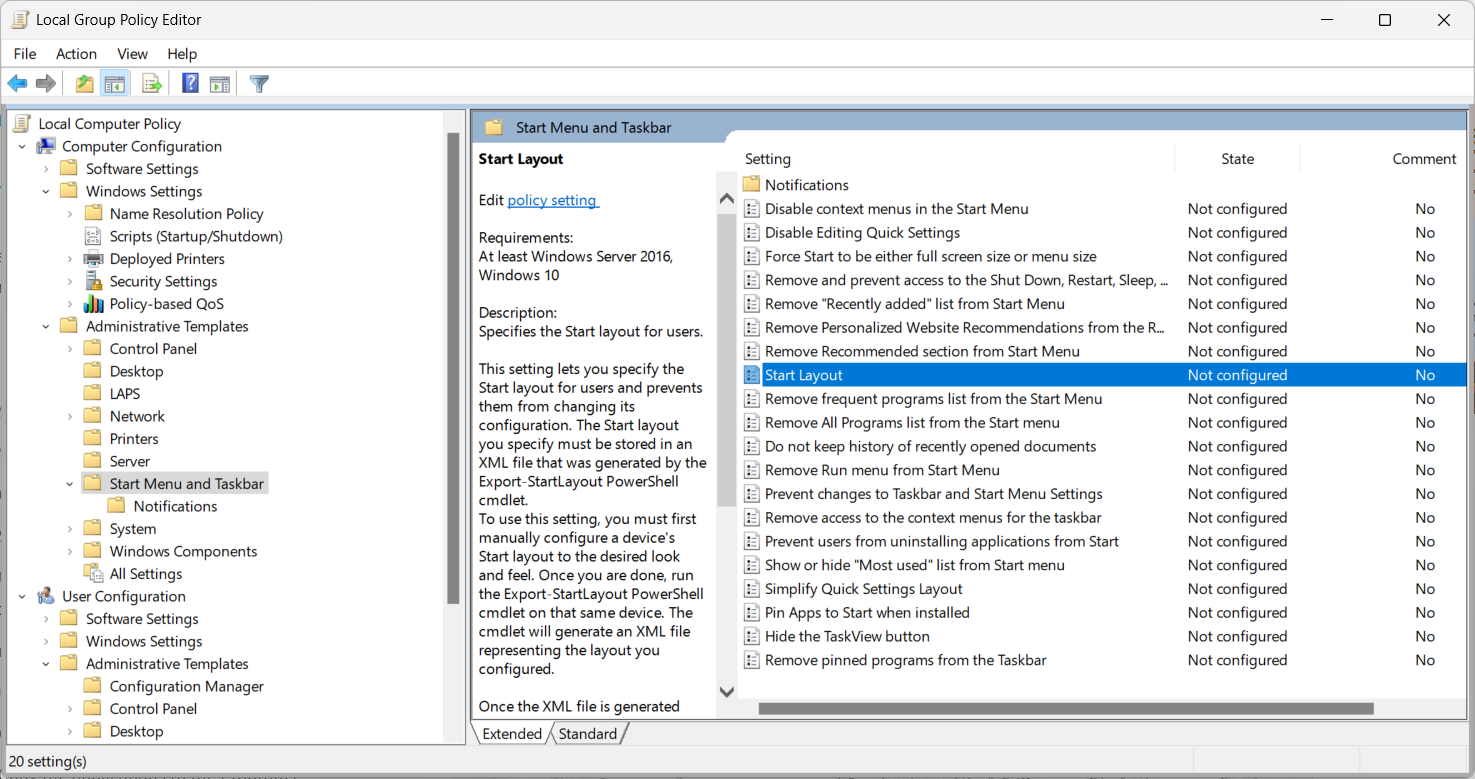 Local Group Policy Editor
File Action View Help
Local Computer Policy
Computer Configuration
Software Settings
Windows Settings
Name Resolution Policy
Scripts (Startup/Shutdown)
Deployed Printers
Security Settings
Policy-based QoS
Administrative Templates
Control Panel
Desktop
LAPS
Network
Printers
Server
Start Menu and Taskbar
Notifications
System
Windows Components
All Settings
User Configuration
Software Settings
Windows Settings
Administrative Templates
Configuration Manager
Control Panel
Desktop
Start Menu and Taskbar
Start Layout
Edit policy setting
Requirements:
At least Windows Server 2016,
Windows 10
Description:
Specifies the Start layout for users.
This setting lets you specify the
Start layout for users and prevents
them from changing its
configuration. The Start layout
you specify must be stored in an
XML file that was generated by the
Export-StartLayout PowerShell
cmdlet.
To use this setting, you must first
manually configure a device's
Start layout to the desired look
and feel. Once you are done, run
the Export-StartLayout PowerShell
cmdlet on that same device. The
cmdlet will generate an XML file
representing the layout you
configured.
Once the XML file is generated
Setting State Comment
Notifications
Disable context menus in the Start Menu Not configured No
Disable Editing Quick Settings Not configured No
Force Start to be either full screen size or menu size Not configured No
Remove and prevent access to the Shut Down, Restart, Sleep, ... Not configured No
Remove "Recently added" list from Start Menu Not configured No
Remove Personalized Website Recommendations from the R... Not configured No
Remove Recommended section from Start Menu Not configured No
Start Layout Not configured No
Remove frequent programs list from the Start Menu Not configured No
Remove All Programs list from the Start menu Not configured No
Do not keep history of recently opened documents Not configured No
Remove Run menu from Start Menu Not configured No
Prevent changes to Taskbar and Start Menu Settings Not configured No
Remove access to the context menus for the taskbar Not configured No
Prevent users from uninstalling applications from Start Not configured No
Show or hide "Most used" list from Start menu Not configured No
Simplify Quick Settings Layout Not configured No
Pin Apps to Start when installed Not configured No
Hide the TaskView button Not configured No
Remove pinned programs from the Taskbar Not configured No
Extended Standard
20 setting(s)